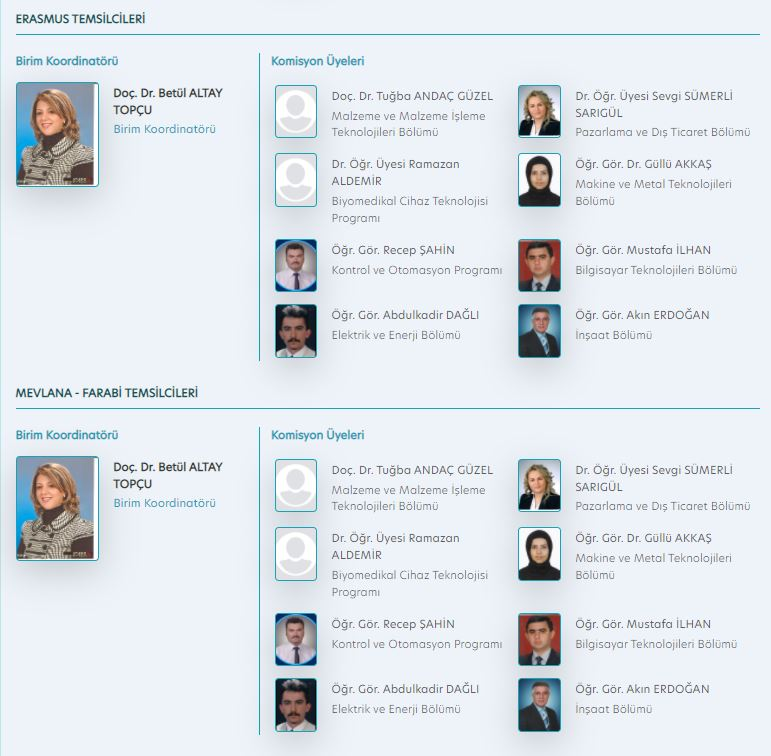 ERASMUS TEMSİLCİLERİ
Birim Koordinatörü
Doç. Dr. Betül ALTAY
TOPÇU
Birim Koordinatörü
Komisyon Üyeleri
Doç. Dr. Tuğba ANDAÇ GÜZEL
Malzeme ve Malzeme İşleme
Teknolojileri Bölümü
Dr. Öğr. Üyesi Sevgi SÜMERLİ
SARIGÜL
Pazarlama ve Dış Ticaret Bölümü
Dr. Öğr. Üyesi Ramazan
ALDEMİR
Biyomedikal Cihaz Teknolojisi
Programı
Öğr. Gör. Dr. Güllü AKKAŞ
Makine ve Metal Teknolojileri
Bölümü
Öğr. Gör. Recep ŞAHİN
Kontrol ve Otomasyon Programı
Öğr. Gör. Mustafa İLHAN
Bilgisayar Teknolojileri Bölümü
Öğr. Gör. Abdulkadir DAĞLI
Elektrik ve Enerji Bölümü
Öğr. Gör. Akın ERDOĞAN
İnşaat Bölümü
MEVLANA - FARABİ TEMSİLCİLERİ
Birim Koordinatörü
Doç. Dr. Betül ALTAY
TOPÇU
Birim Koordinatörü
Komisyon Üyeleri
Doç. Dr. Tuğba ANDAÇ GÜZEL
Malzeme ve Malzeme İşleme
Teknolojileri Bölümü
Dr. Öğr. Üyesi Sevgi SÜMERLİ
SARIGÜL
Pazarlama ve Dış Ticaret Bölümü
Dr. Öğr. Üyesi Ramazan
ALDEMİR
Biyomedikal Cihaz Teknolojisi
Programı
Öğr. Gör. Dr. Güllü AKKAŞ
Makine ve Metal Teknolojileri
Bölümü
Öğr. Gör. Recep ŞAHİN
Kontrol ve Otomasyon Programı
Öğr. Gör. Mustafa İLHAN
Bilgisayar Teknolojileri Bölümü
Öğr. Gör. Abdulkadir DAĞLI
Elektrik ve Enerji Bölümü
Öğr. Gör. Akın ERDOĞAN
İnşaat Bölümü